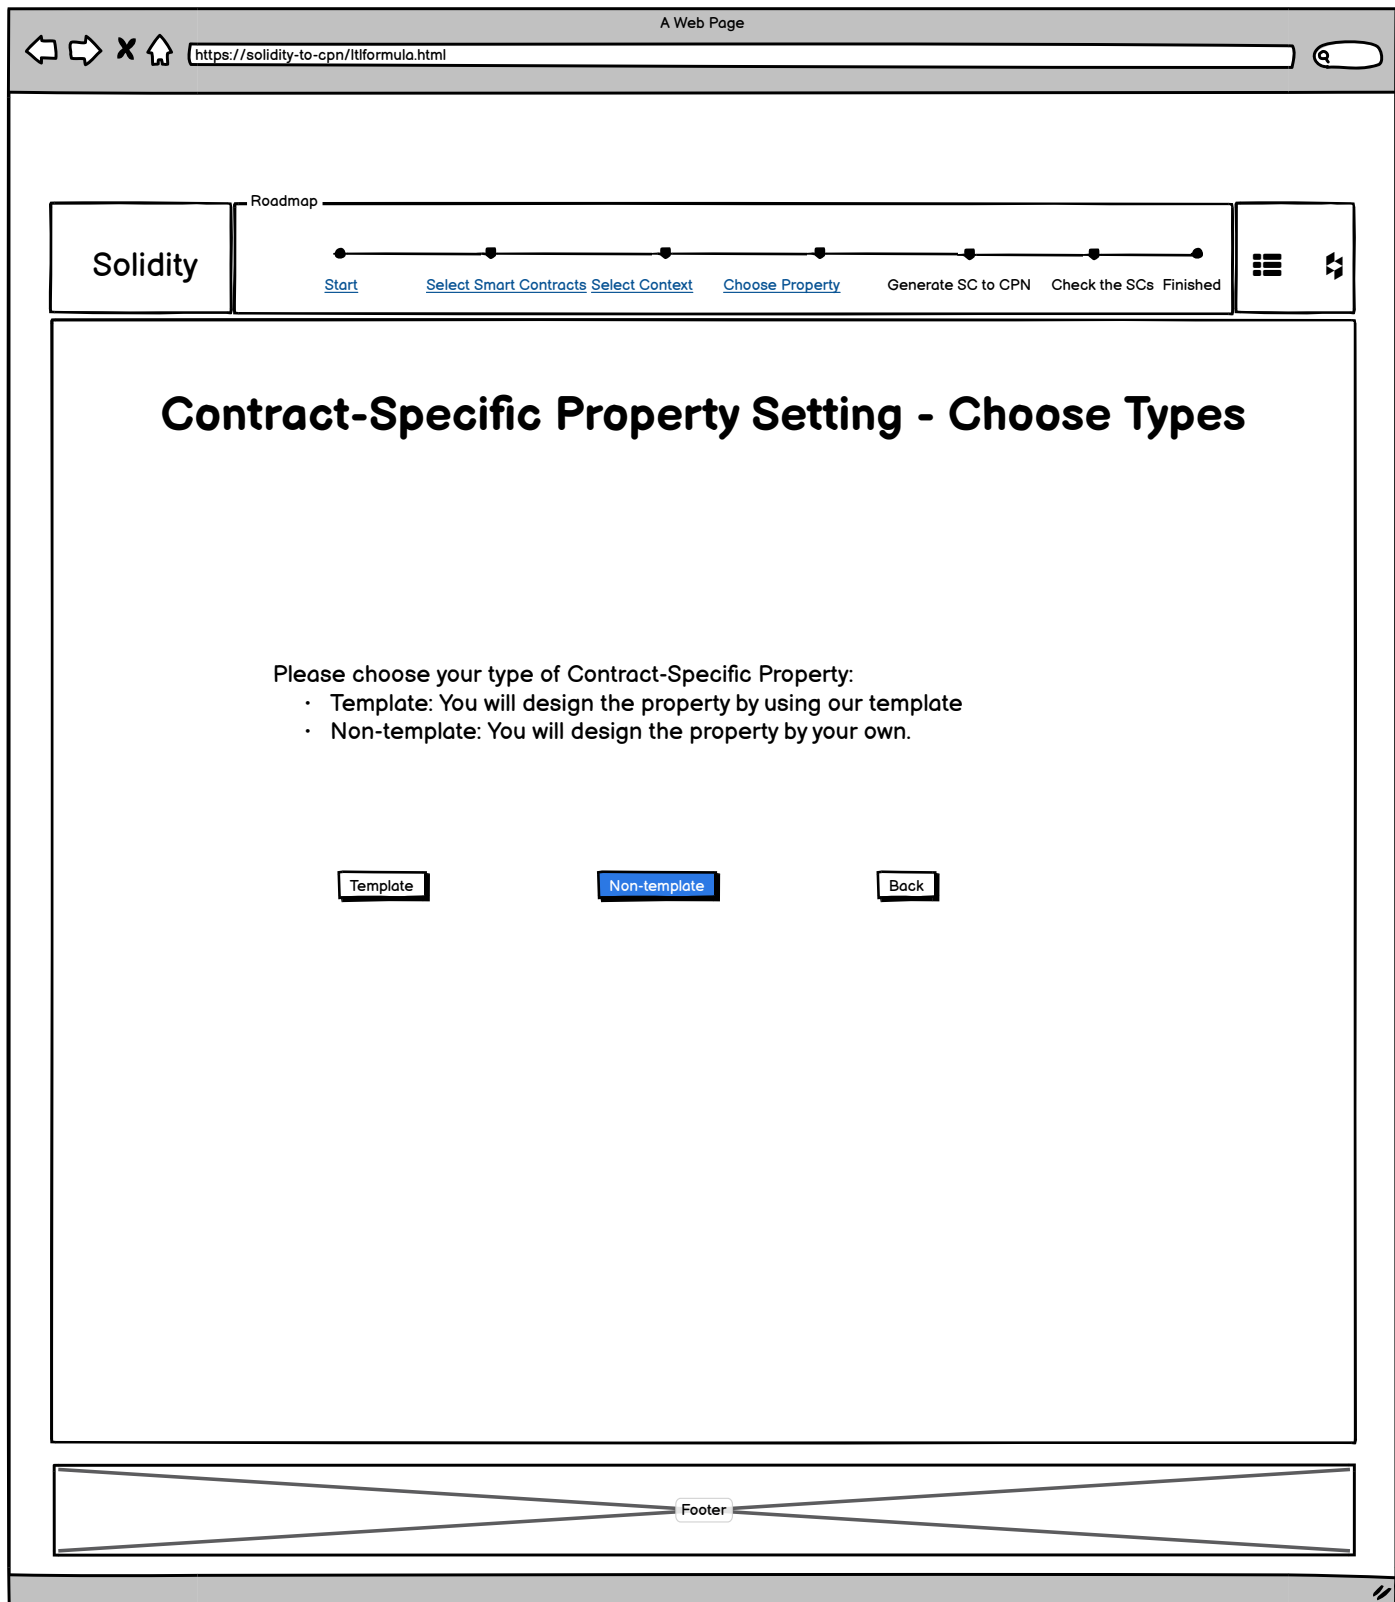 A Web Page
https://solidity-to-cpn/ltlformula.html
Roadmap
Solidity
Start Select Smart Contracts Select Context Choose Property Generate SC to CPN Check the SCs Finished
Contract-Specific Property Setting - Choose Types
Please choose your type of Contract-Specific Property:
• Template: You will design the property by using our template
• Non-template: You will design the property by your own.
Template Non-template Back
Footer